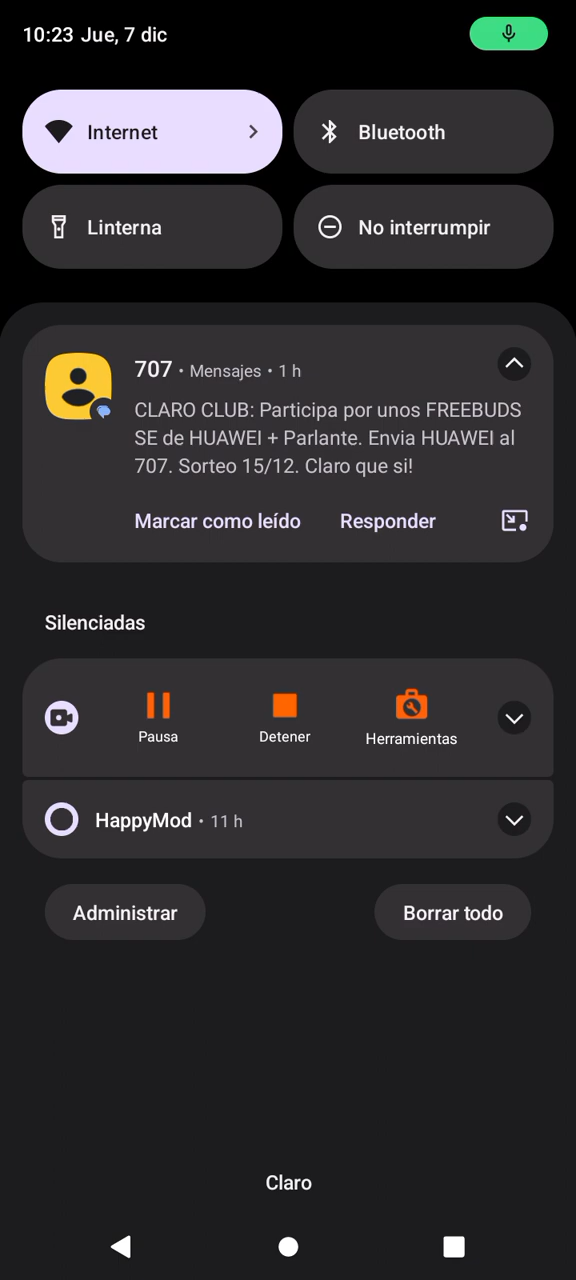 10:23 Jue, 7 dic
Internet
Bluetooth
Linterna
No interrumpir
707 • Mensajes • 1 h
CLARO CLUB: Participa por unos FREEBUDS
SE de HUAWEI + Parlante. Envia HUAWEI al
707. Sorteo 15/12. Claro que si!
Marcar como leído
Responder
Silenciadas
Pausa
Detener
Herramientas
HappyMod • 11 h
Administrar
Borrar todo
Claro